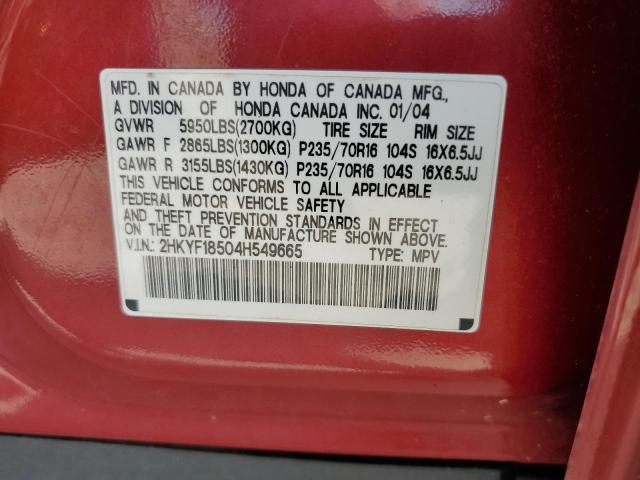 MFD. IN CANADA BY HONDA OF CANADA MFG.,
A DIVISION OF HONDA CANADA INC. 01/04
GVWR 5950LBS(2700KG) TIRE SIZE RIM SIZE
GAWR F 2865LBS(1300KG) P235/70R16 104S 16X6.5JJ
GAWR R 3155LBS(1430KG) P235/70R16 104S 16X6.5JJ
THIS VEHICLE CONFORMS TO ALL APPLICABLE
FEDERAL MOTOR VEHICLE SAFETY
AND THEFT PREVENTION STANDARDS IN EFFECT
ON THE DATE OF MANUFACTURE SHOWN ABOVE.
V.I.N.: 2HKYF18504H549665 TYPE: MPV